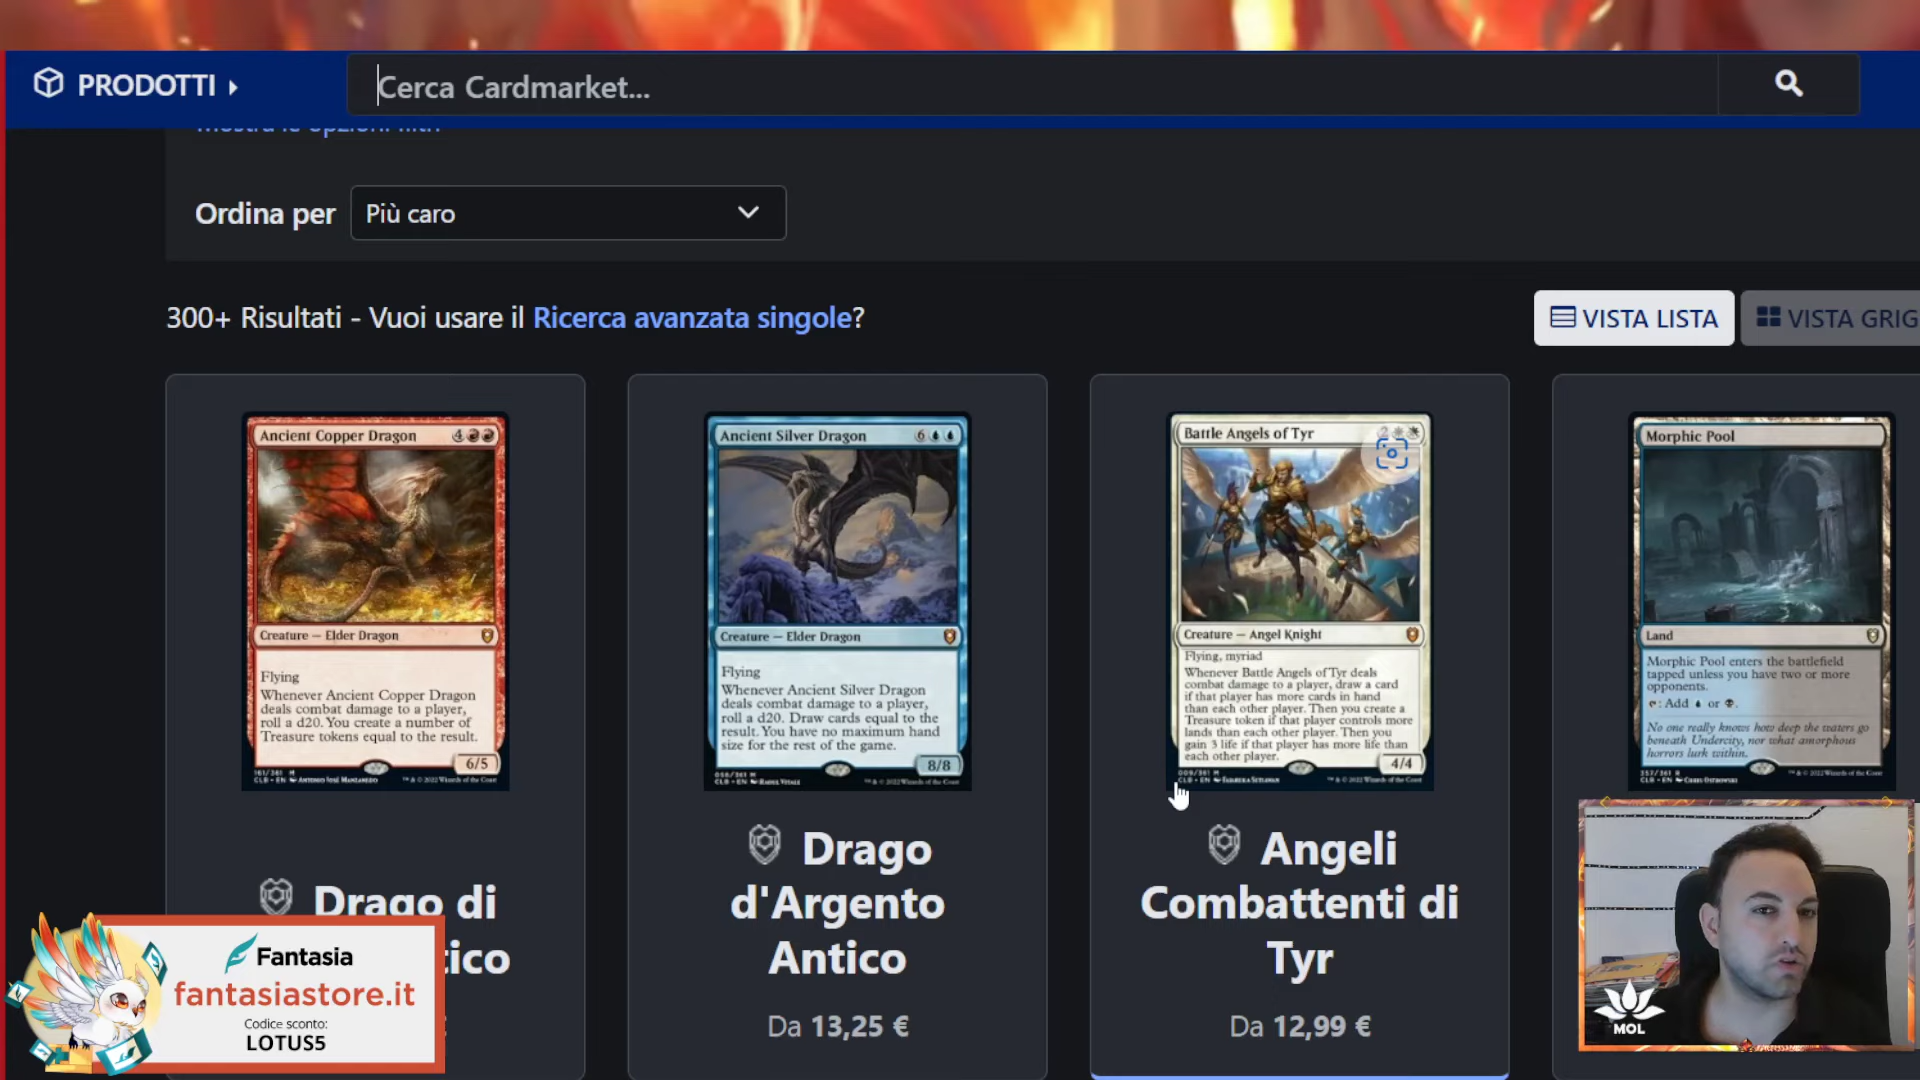 PRODOTTI
Cerca Cardmarket...
Mostra le opzioni filtri
Ordina per
Più caro
300+ Risultati - Vuoi usare il Ricerca avanzata singole?
VISTA LISTA
VISTA GRIG
Ancient Copper Dragon 4
Creature — Elder Dragon
Flying
Whenever Ancient Copper Dragon
deals combat damage to a player,
roll a d20. You create a number of
Treasure tokens equal to the result.
6/5
Drago di
tico
Ancient Silver Dragon 6
Creature — Elder Dragon
Flying
Whenever Ancient Silver Dragon
deals combat damage to a player,
roll a d20. Draw cards equal to the
result. You have no maximum hand
size for the rest of the game.
8/8
Drago
d'Argento
Antico
Da 13,25 €
Battle Angels of Tyr 2
Creature — Angel Knight
Flying, myriad
Whenever Battle Angels of Tyr deals
combat damage to a player, draw a card
if that player has more cards in hand
than each other player. Then you create a
Treasure token if that player controls more
lands than each other player. Then you
gain 3 life if that player has more life than
each other player.
4/4
Angeli
Combattenti di
Tyr
Da 12,99 €
Morphic Pool
Land
Morphic Pool enters the battlefield
tapped unless you have two or more
opponents.
: Add or .
No one really knows how deep the waters go
beneath Undercity, nor what amorphous
horrors lurk within.
Fantasia
fantasiastore.it
Codice sconto:
LOTUS5
MOL